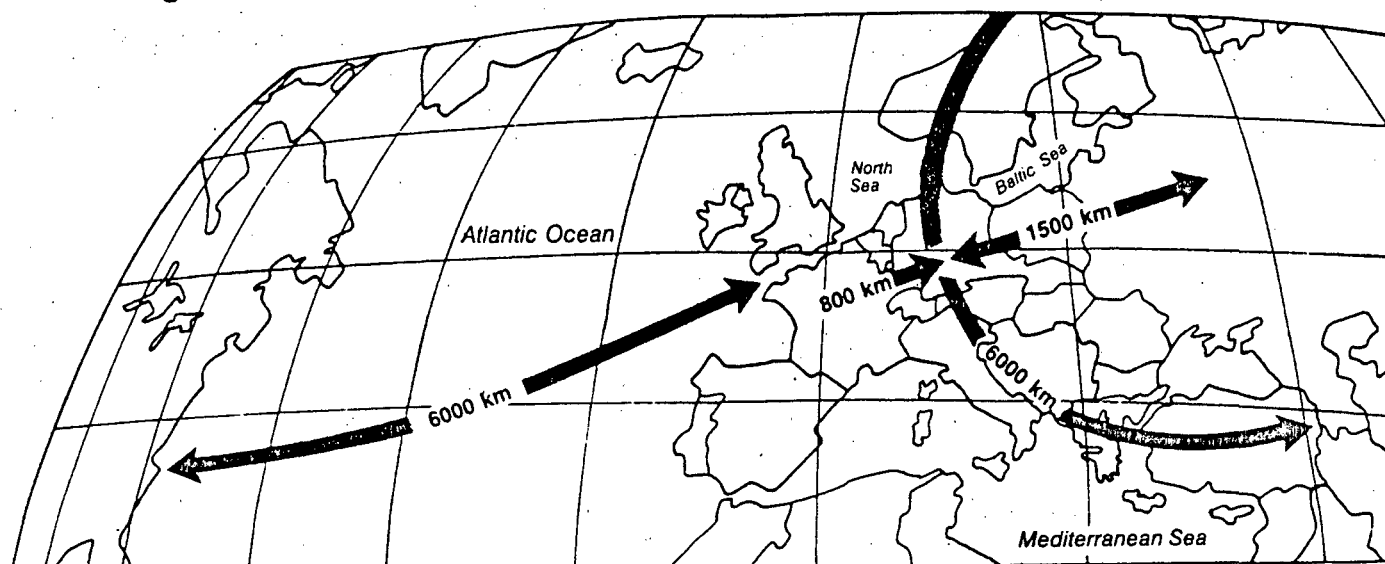 North
Sea
Baltic Sea
Atlantic Ocean
1500 km
800 km
6000 km
6000 km
Mediterranean Sea